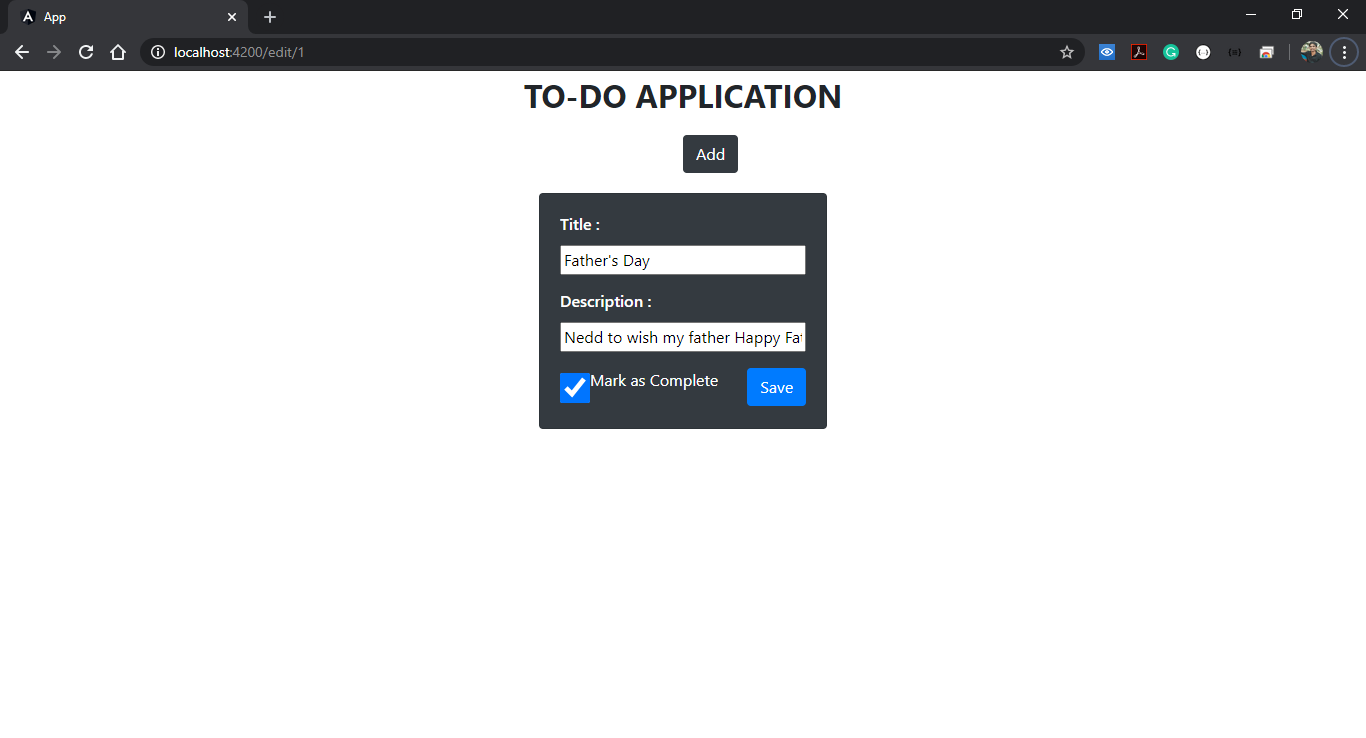 App
localhost:4200/edit/1
TO-DO APPLICATION
Add
Title :
Father's Day
Description :
Nedd to wish my father Happy Fat
Mark as Complete
Save